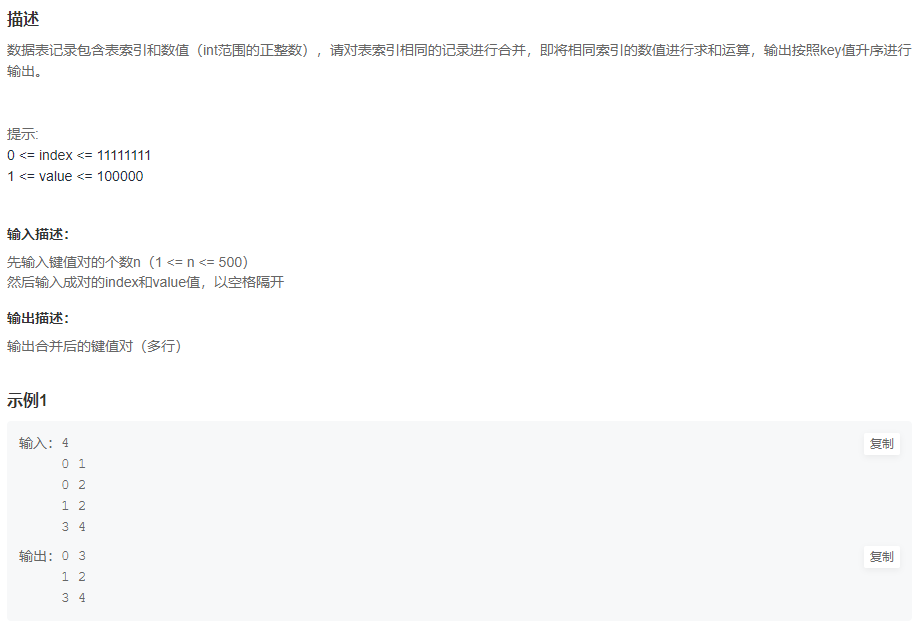 描述
数据表记录包含表索引和数值（int范围的正整数），请对表索引相同的记录进行合并，即将相同索引的数值进行求和运算，输出按照key值升序进行
输出。
提示:
0 <= index <= 11111111
1 <= value <= 100000
输入描述：
先输入键值对的个数n（1 <= n <= 500）
然后输入成对的index和value值，以空格隔开
输出描述：
输出合并后的键值对（多行）
示例1
输入：4 复制
0 1
0 2
1 2
3 4
输出：0 3 复制
1 2
3 4